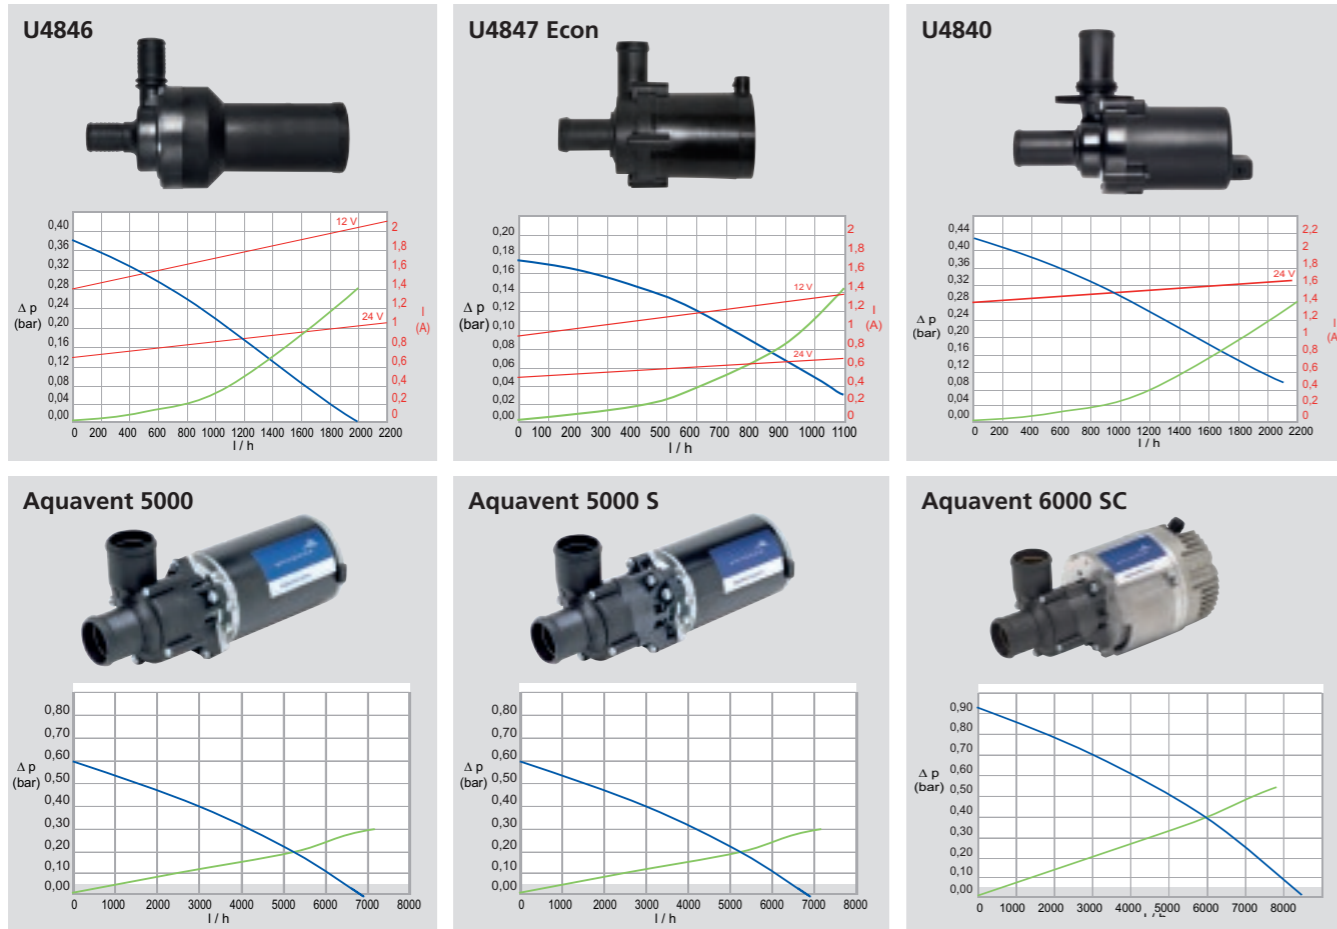 U4846
0,40
0,36
0,32
0,28
0,20
0,16
0,12
0,08
0,04
0,00
Δ p
(bar)
12 V
24 V
2
1,8
1,6
1,4
1,2
1
0,8
0,6
0,4
0,2
0
I
(A)
0 200 400 600 800 1000 1200 1400 1600 1800 2000 2200
l / h
U4847 Econ
0,20
0,18
0,16
0,14
0,12
0,10
0,08
0,06
0,04
0,02
0,00
Δ p
(bar)
12 V
24 V
2
1,8
1,6
1,4
1,2
1
0,8
0,6
0,4
0,2
0
I
(A)
0 100 200 300 400 500 600 700 800 900 1000 1100
l / h
U4840
0,44
0,40
0,36
0,32
0,28
0,24
0,20
0,16
0,12
0,08
0,04
0,00
Δ p
(bar)
24 V
2,2
2
1,8
1,6
1,4
1,2
1
0,8
0,6
0,4
0,2
0
I
(A)
0 200 400 600 800 1000 1200 1400 1600 1800 2000 2200
l / h
Aquavent 5000
0,80
0,70
0,60
0,50
0,40
0,30
0,20
0,10
0,00
Δ p
(bar)
0 1000 2000 3000 4000 5000 6000 7000 8000
l / h
Aquavent 5000 S
0,80
0,70
0,60
0,50
0,40
0,30
0,20
0,10
0,00
Δ p
(bar)
0 1000 2000 3000 4000 5000 6000 7000 8000
l / h
Aquavent 6000 SC
0,90
0,80
0,70
0,60
0,50
0,40
0,30
0,20
0,10
0,00
Δ p
(bar)
0 1000 2000 3000 4000 5000 6000 7000 8000
l / h